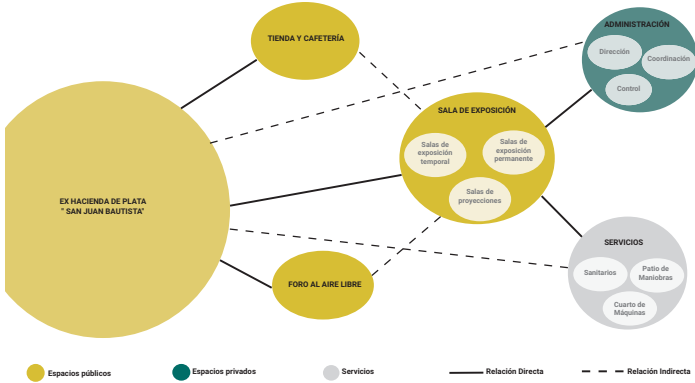 ADMINISTRACIÓN
TIENDA Y CAFETERÍA
Dirección
Coordinación
Control
SALA DE EXPOSICIÓN
Salas de
exposición
temporal
Salas de
exposición
permanente
Salas de
proyecciones
EX HACIENDA DE PLATA
" SAN JUAN BAUTISTA"
SERVICIOS
Sanitarios
Patio de
Maniobras
Cuarto de
Máquinas
FORO AL AIRE LIBRE
Espacios públicos
Espacios privados
Servicios
Relación Directa
Relación Indirecta